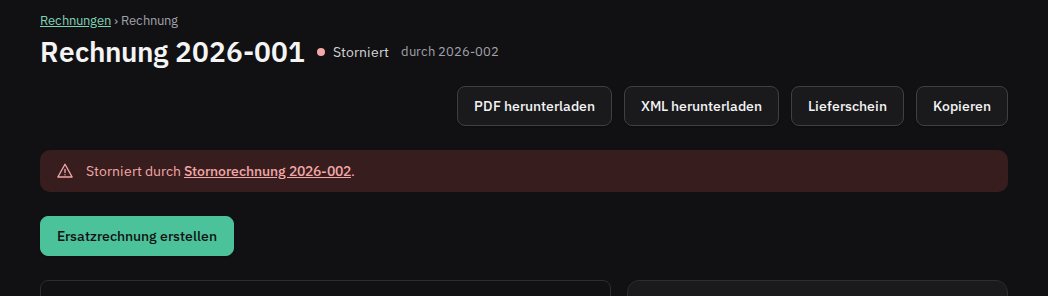 Rechnungen › Rechnung
Rechnung 2026-001 Storniert durch 2026-002
PDF herunterladen XML herunterladen Lieferschein Kopieren
Storniert durch Stornorechnung 2026-002.
Ersatzrechnung erstellen